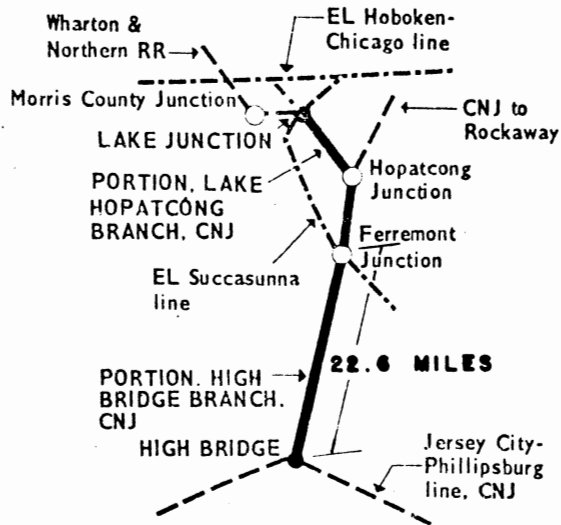 Wharton &
Northern RR
EL Hoboken-
Chicago line
Morris County Junction
LAKE JUNCTION
CNJ to
Rockaway
PORTION, LAKE
HOPATCONG
BRANCH, CNJ
Hopatcong
Junction
Ferremont
Junction
EL Succasunna
line
22.6 MILES
PORTION. HIGH
BRIDGE BRANCH.
CNJ
HIGH BRIDGE
Jersey City-
Phillipsburg
line, CNJ